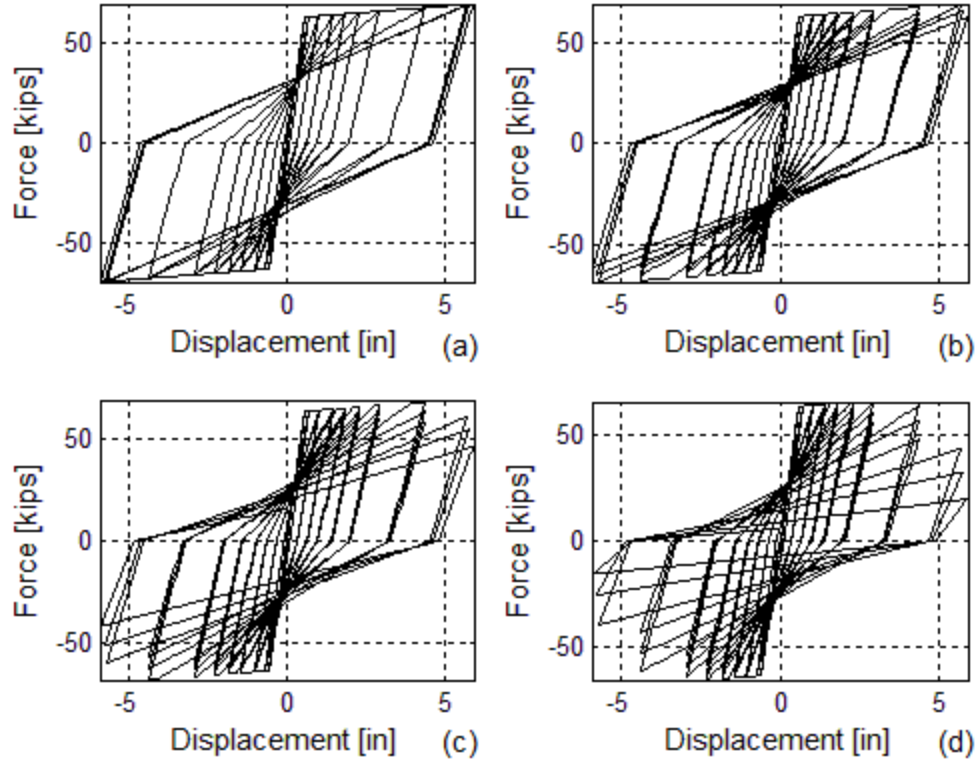 50
0
-50
Force [kips]
-5 0 5
Displacement [in] (a)
50
0
-50
Force [kips]
-5 0 5
Displacement [in] (b)
50
0
-50
Force [kips]
-5 0 5
Displacement [in] (c)
50
0
-50
Force [kips]
-5 0 5
Displacement [in] (d)